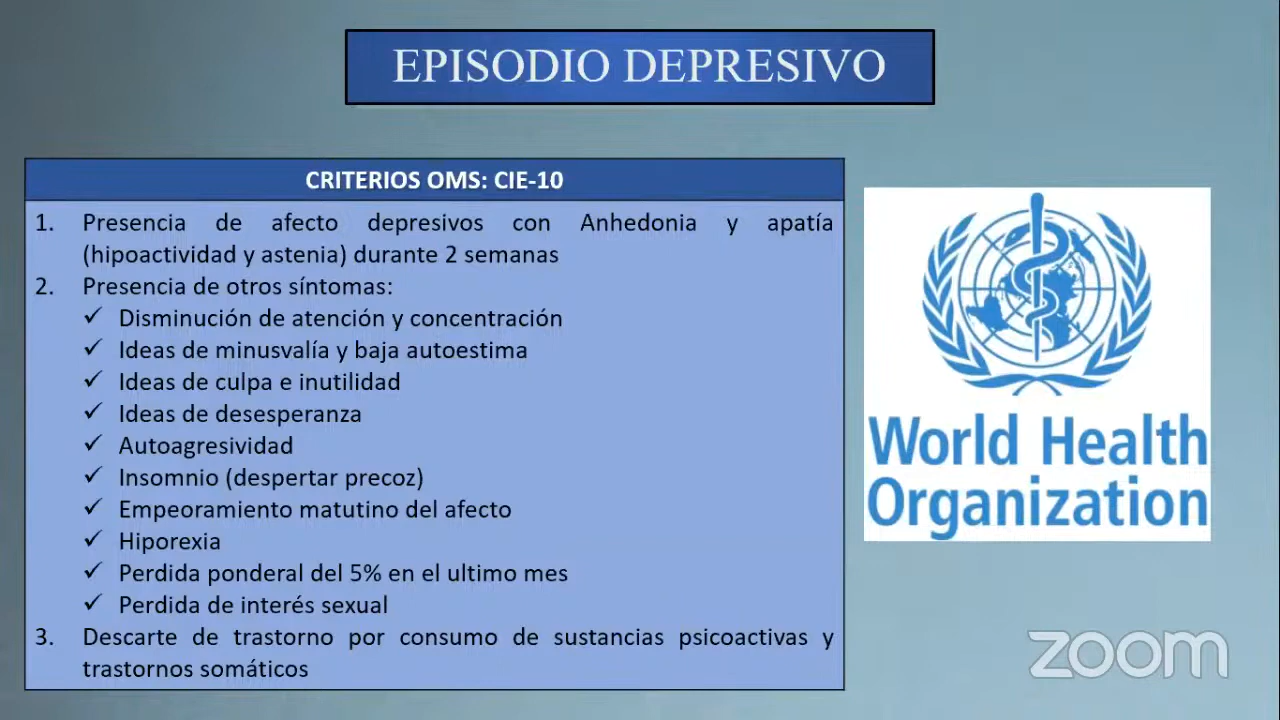 EPISODIO DEPRESIVO
CRITERIOS OMS: CIE-10
1. Presencia de afecto depresivos con Anhedonia y apatía
(hipoactividad y astenia) durante 2 semanas
2. Presencia de otros síntomas:
✓ Disminución de atención y concentración
✓ Ideas de minusvalía y baja autoestima
✓ Ideas de culpa e inutilidad
✓ Ideas de desesperanza
✓ Autoagresividad
✓ Insomnio (despertar precoz)
✓ Empeoramiento matutino del afecto
✓ Hiporexia
✓ Perdida ponderal del 5% en el ultimo mes
✓ Perdida de interés sexual
3. Descarte de trastorno por consumo de sustancias psicoactivas y
trastornos somáticos
World Health
Organization
zoom